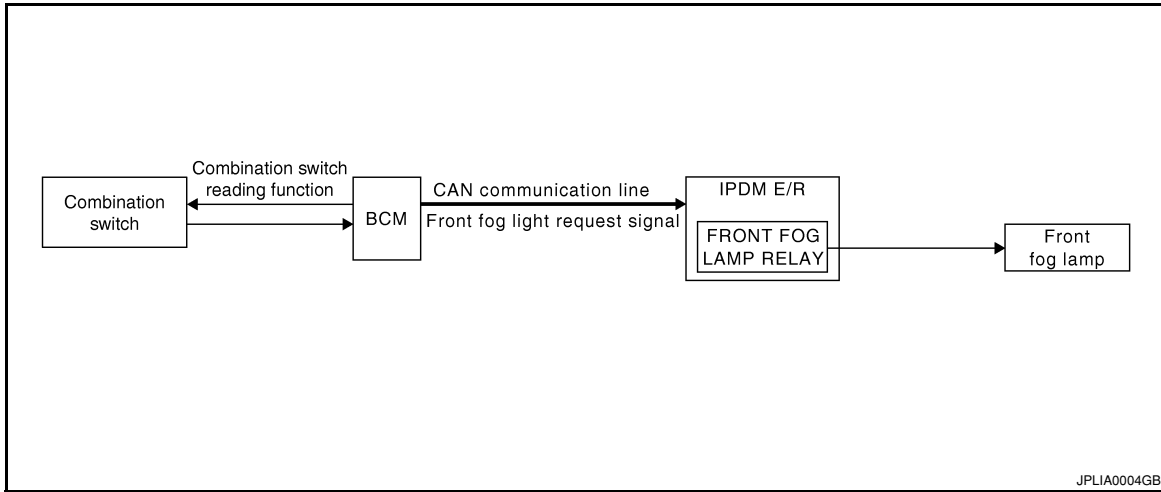 Combination
switch
Combination switch
reading function
BCM
CAN communication line
Front fog light request signal
IPDM E/R
FRONT FOG
LAMP RELAY
Front
fog lamp
JPLIA0004GB